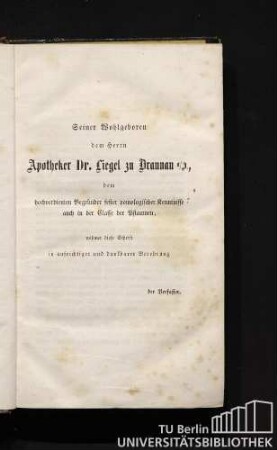 Seiner Wohlgeboren
dem Herrn
Apotheker Dr. Liegel zu Braunau
dem
hochverdienten Begründer fester pomologischer Kenntnisse
auch in der Classe der Pflaumen,
widmet diese Schrift
in aufrichtiger und dankbarer Verehrung
der Verfasser.
TU Berlin
UNIVERSITÄTSBIBLIOTHEK